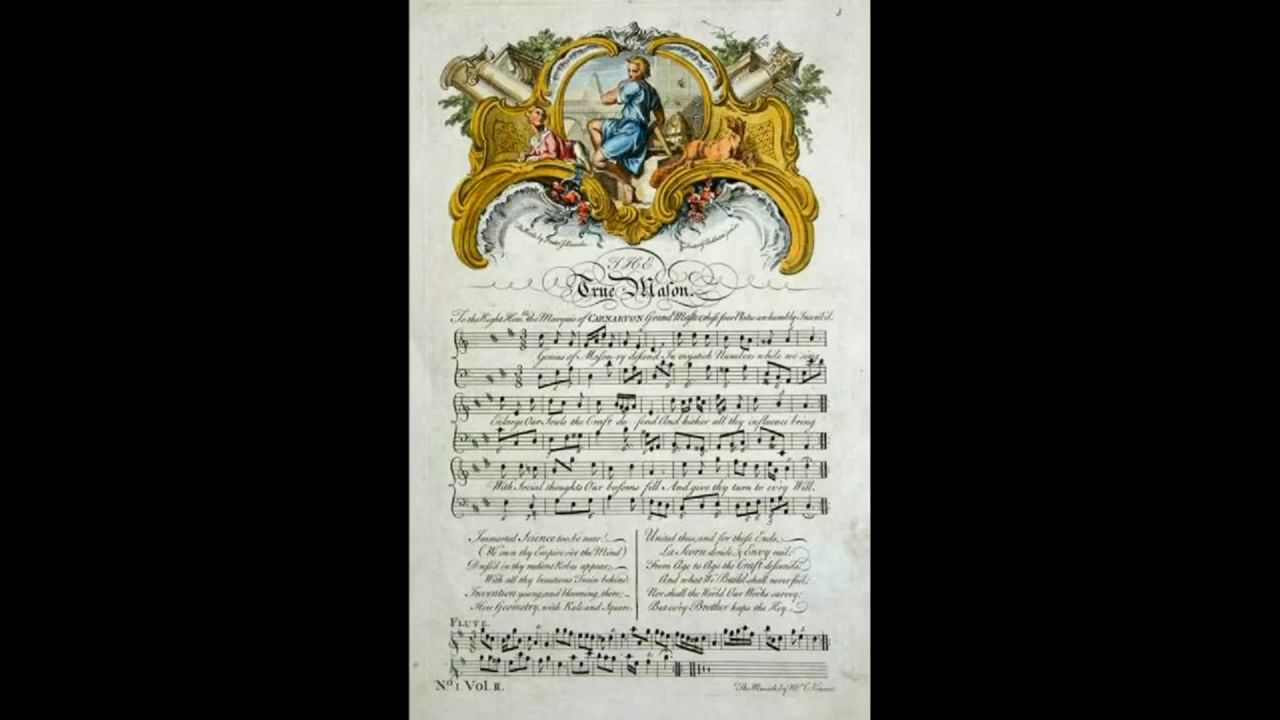 THE
True Mason.
To the Right Hon.ble the Marquis of CARNARVON Grand Master, these four Plates are humbly Inscrib'd.
Genius of Mason-ry descend In mystick Numbers while we sing
Enlarge Our Souls the Craft de fend And hither all thy influence bring
With Social thoughts Our bosoms fill And give thy turn to ev'ry Will.
Immortal Science too be near!
(We own thy Empire o'er the Mind)
Dress'd in thy radient Robes appear,
With all thy beauteous Train behind;
Invention young and blooming, there;
Here Geometry, with Rule and Square.
United thus, and for these Ends,
Let Scorn deride, & Envy rail;
From Age to Age the Craft descends,
And what We Build shall never fail;
Nor shall the World Our Works survey;
But ev'ry Brother keeps the Key.
FLUTE.
No. 1. Vol. II.
The Musick by Mr.